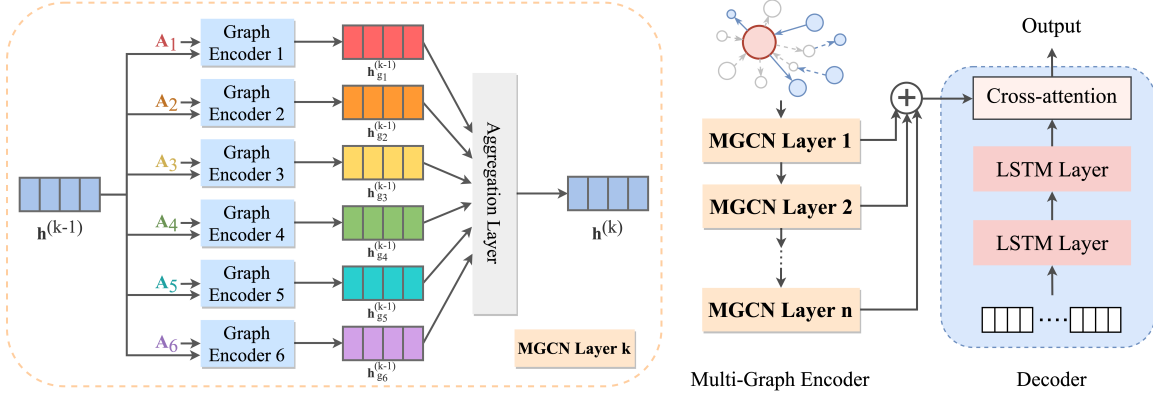 A1
Graph
Encoder 1
h(k-1)g1
A2
Graph
Encoder 2
h(k-1)g2
A3
Graph
Encoder 3
h(k-1)g3
A4
Graph
Encoder 4
h(k-1)g4
A5
Graph
Encoder 5
h(k-1)g5
A6
Graph
Encoder 6
h(k-1)g6
h(k-1)
Aggregation Layer
h(k)
MGCN Layer k
MGCN Layer 1
MGCN Layer 2
MGCN Layer n
Multi-Graph Encoder
+
Output
Cross-attention
LSTM Layer
LSTM Layer
Decoder